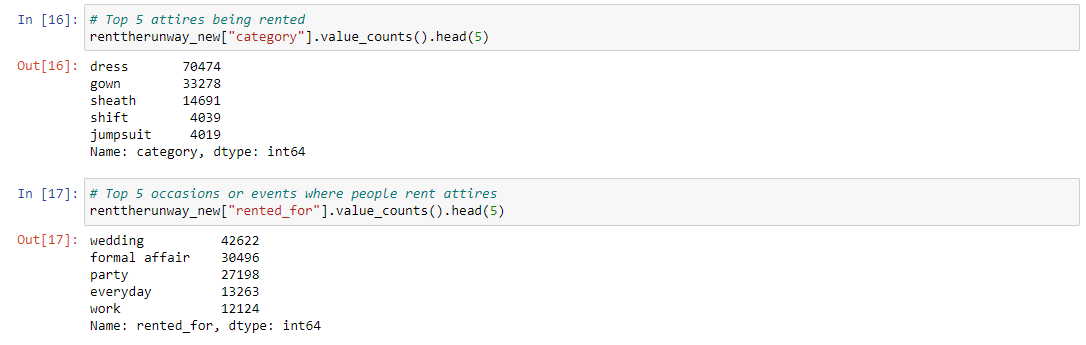 In [16]: # Top 5 attires being rented
renttherunway_new["category"].value_counts().head(5)
Out[16]: dress 70474
gown 33278
sheath 14691
shift 4039
jumpsuit 4019
Name: category, dtype: int64
In [17]: # Top 5 occasions or events where people rent attires
renttherunway_new["rented_for"].value_counts().head(5)
Out[17]: wedding 42622
formal affair 30496
party 27198
everyday 13263
work 12124
Name: rented_for, dtype: int64